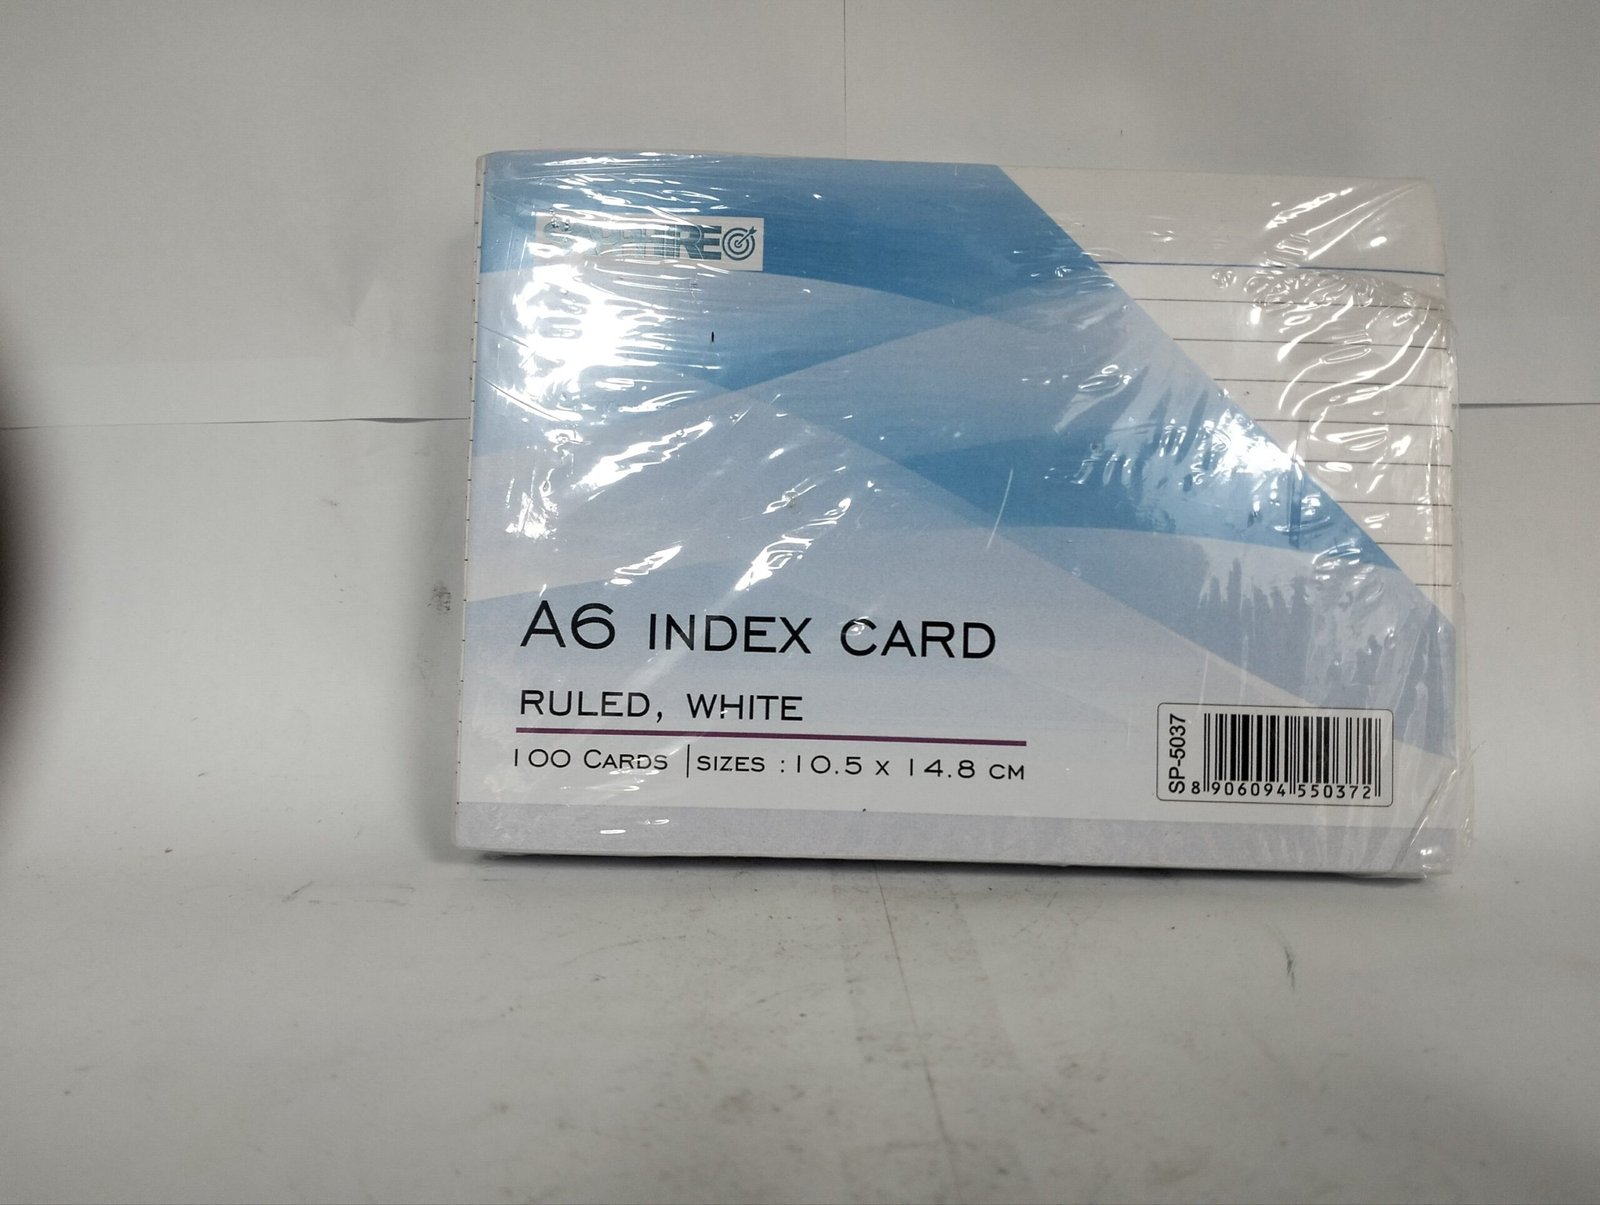 A6 INDEX CARD
RULED, WHITE
100 CARDS | SIZES : 10.5 X 14.8 CM
SP-5037
8 906094 550372